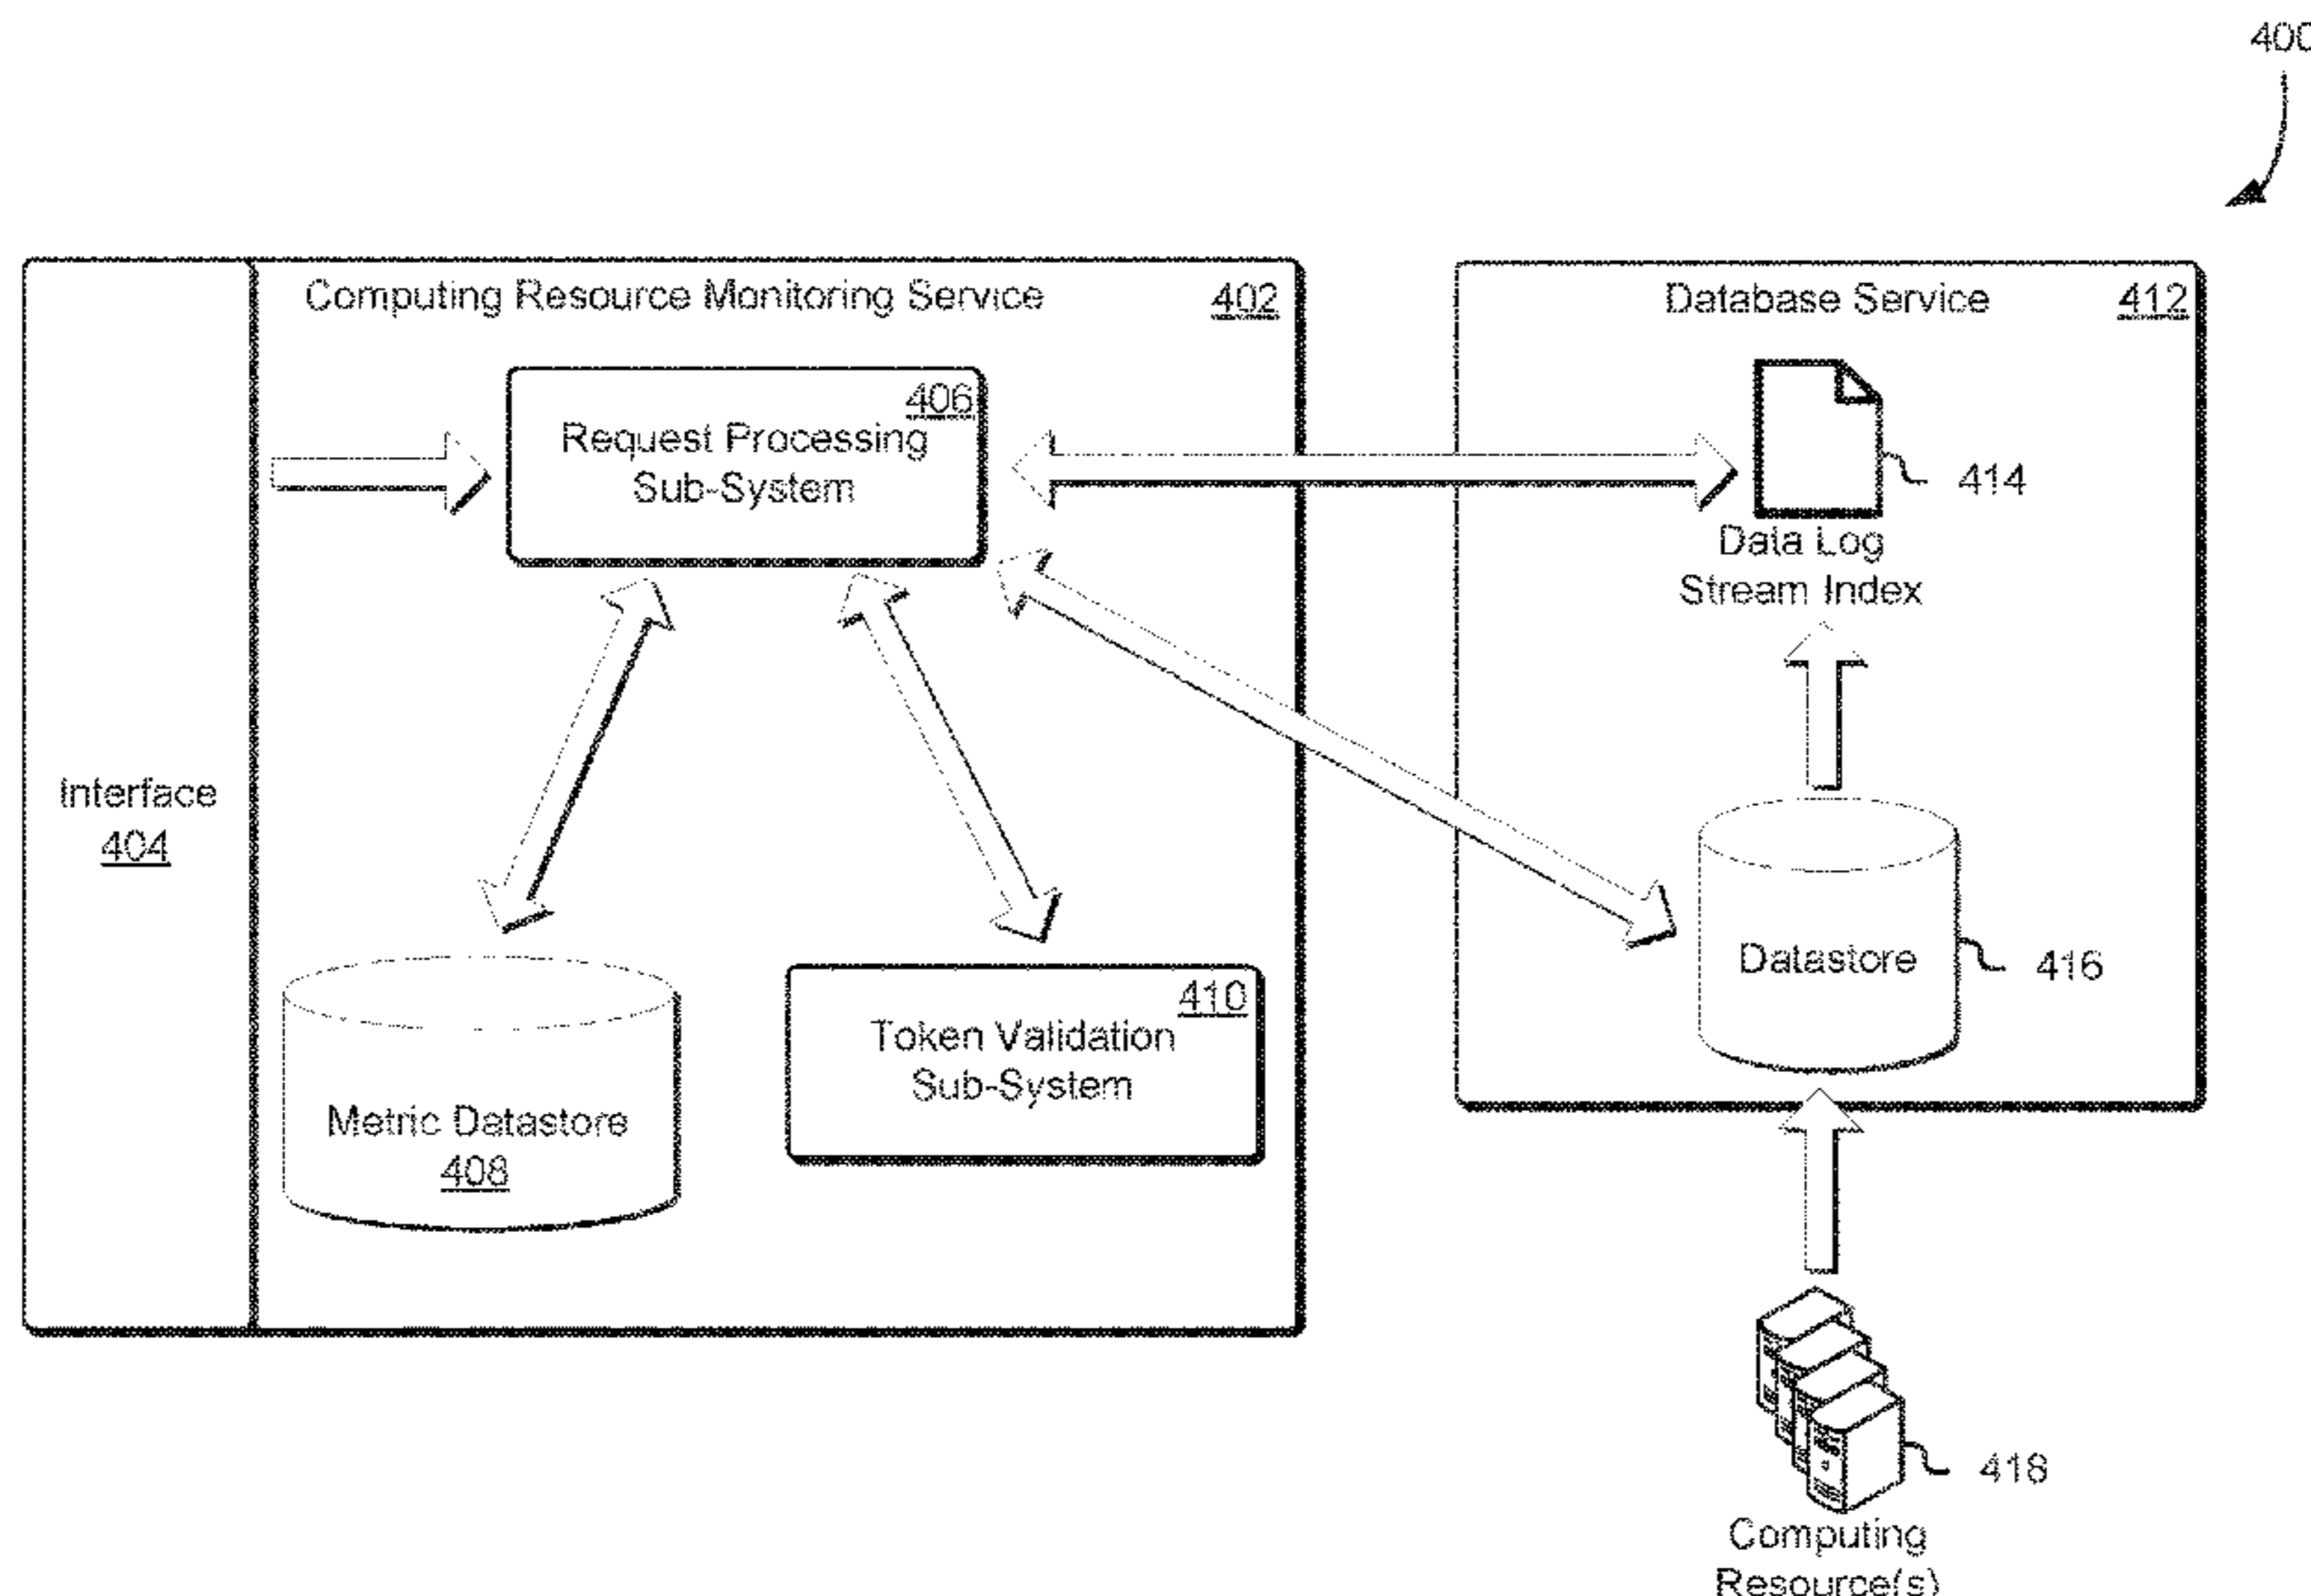 400
Computing Resource Monitoring Service
402
Database Service
412
406
Request Processing
Sub-System
414
Data Log
Stream Index
Interface
404
Datastore
416
410
Token Validation
Sub-System
Metric Datastore
408
418
Computing
Resource(s)